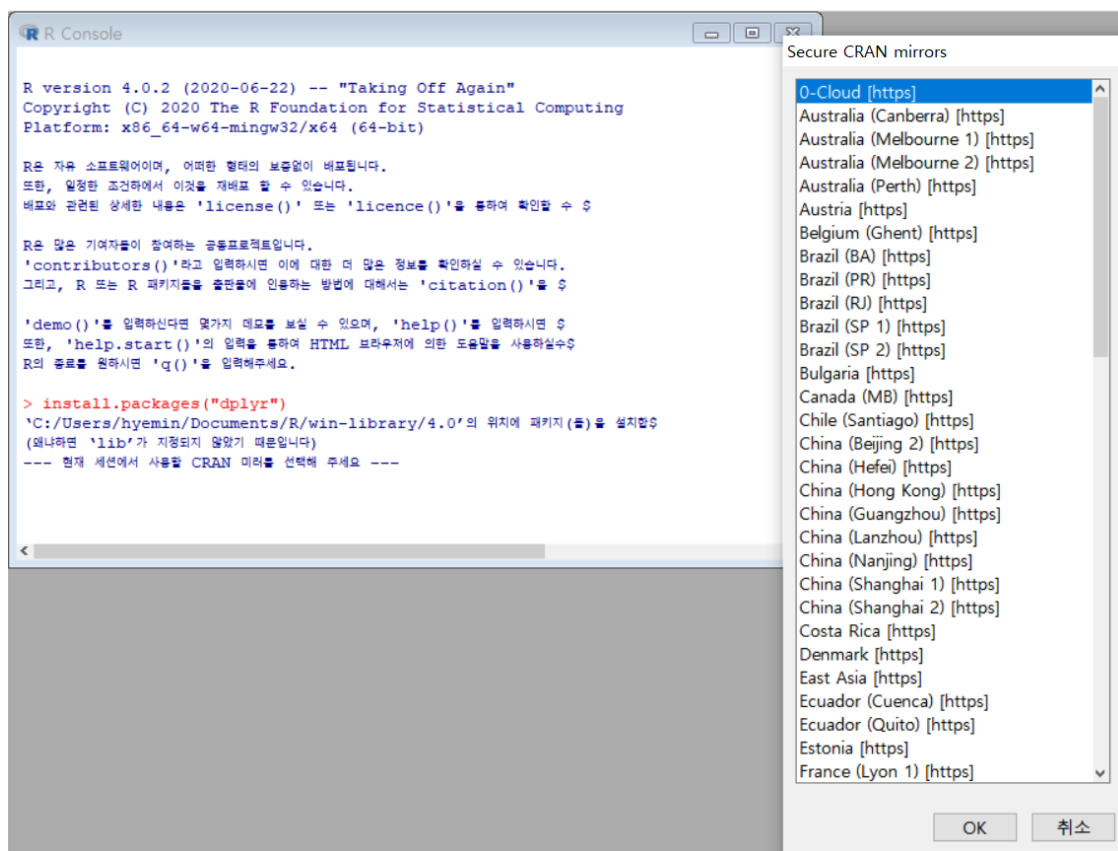 R Console
R version 4.0.2 (2020-06-22) -- "Taking Off Again"
Copyright (C) 2020 The R Foundation for Statistical Computing
Platform: x86_64-w64-mingw32/x64 (64-bit)
R은 자유 소프트웨어이며, 어떠한 형태의 보증없이 배포됩니다.
또한, 일정한 조건하에서 이것을 재배포 할 수 있습니다.
배포와 관련된 상세한 내용은 'license()' 또는 'licence()'을 통하여 확인할 수 $
R은 많은 기여자들이 참여하는 공동프로젝트입니다.
'contributors()'라고 입력하시면 이에 대한 더 많은 정보를 확인하실 수 있습니다.
그리고, R 또는 R 패키지들을 출판물에 인용하는 방법에 대해서는 'citation()'을 $
'demo()'를 입력하신다면 몇가지 데모를 보실 수 있으며, 'help()'를 입력하시면 $
또한, 'help.start()'의 입력을 통하여 HTML 브라우저에 의한 도움말을 사용하실수$
R의 종료를 원하시면 'q()'을 입력해주세요.
> install.packages("dplyr")
‘C:/Users/hyemin/Documents/R/win-library/4.0’의 위치에 패키지(들)을 설치합$
(왜냐하면 ‘lib’가 지정되지 않았기 때문입니다)
--- 현재 세션에서 사용할 CRAN 미러를 선택해 주세요 ---
Secure CRAN mirrors
0-Cloud [https]
Australia (Canberra) [https]
Australia (Melbourne 1) [https]
Australia (Melbourne 2) [https]
Australia (Perth) [https]
Austria [https]
Belgium (Ghent) [https]
Brazil (BA) [https]
Brazil (PR) [https]
Brazil (RJ) [https]
Brazil (SP 1) [https]
Brazil (SP 2) [https]
Bulgaria [https]
Canada (MB) [https]
Chile (Santiago) [https]
China (Beijing 2) [https]
China (Hefei) [https]
China (Hong Kong) [https]
China (Guangzhou) [https]
China (Lanzhou) [https]
China (Nanjing) [https]
China (Shanghai 1) [https]
China (Shanghai 2) [https]
Costa Rica [https]
Denmark [https]
East Asia [https]
Ecuador (Cuenca) [https]
Ecuador (Quito) [https]
Estonia [https]
France (Lyon 1) [https]
OK
취소